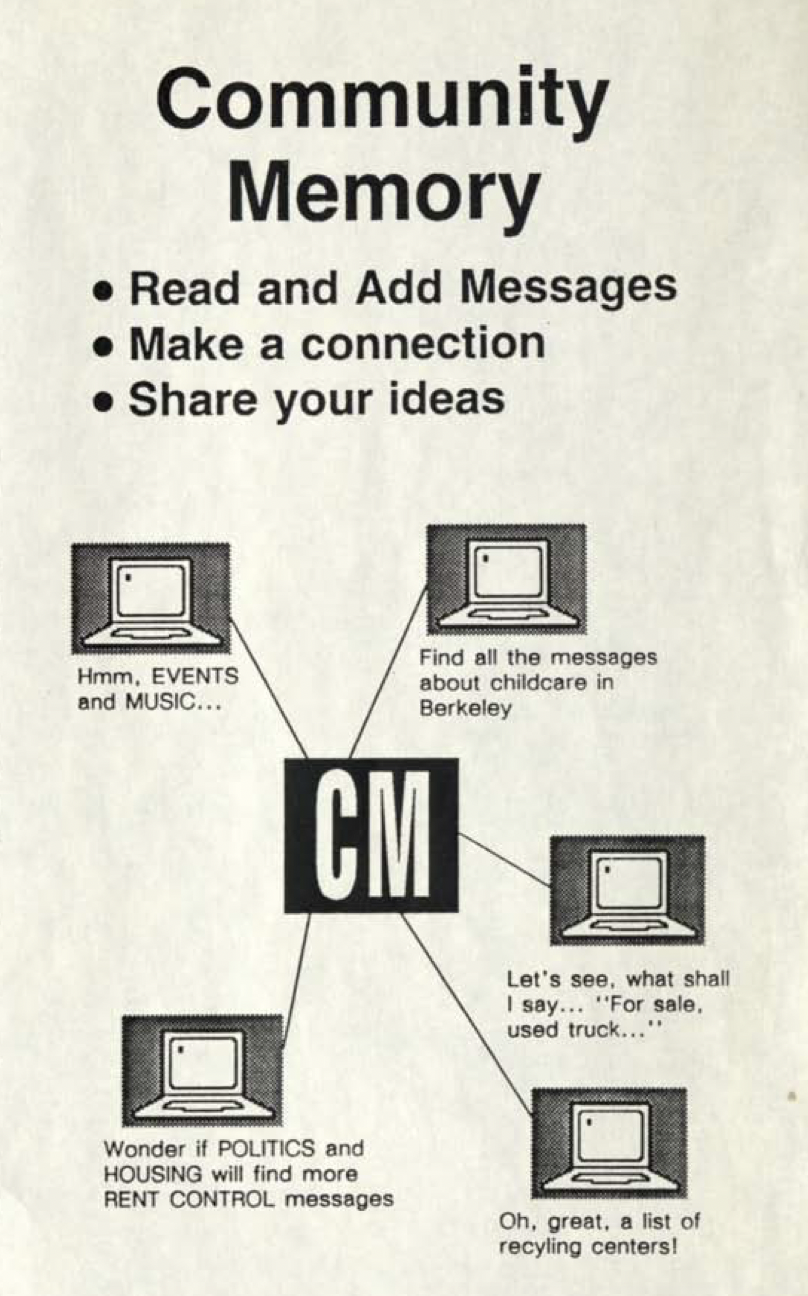 Community
Memory
• Read and Add Messages
• Make a connection
• Share your ideas
Hmm, EVENTS
and MUSIC...
Find all the messages
about childcare in
Berkeley
CM
Let's see, what shall
I say... ''For sale,
used truck...''
Wonder if POLITICS and
HOUSING will find more
RENT CONTROL messages
Oh, great, a list of
recyling centers!